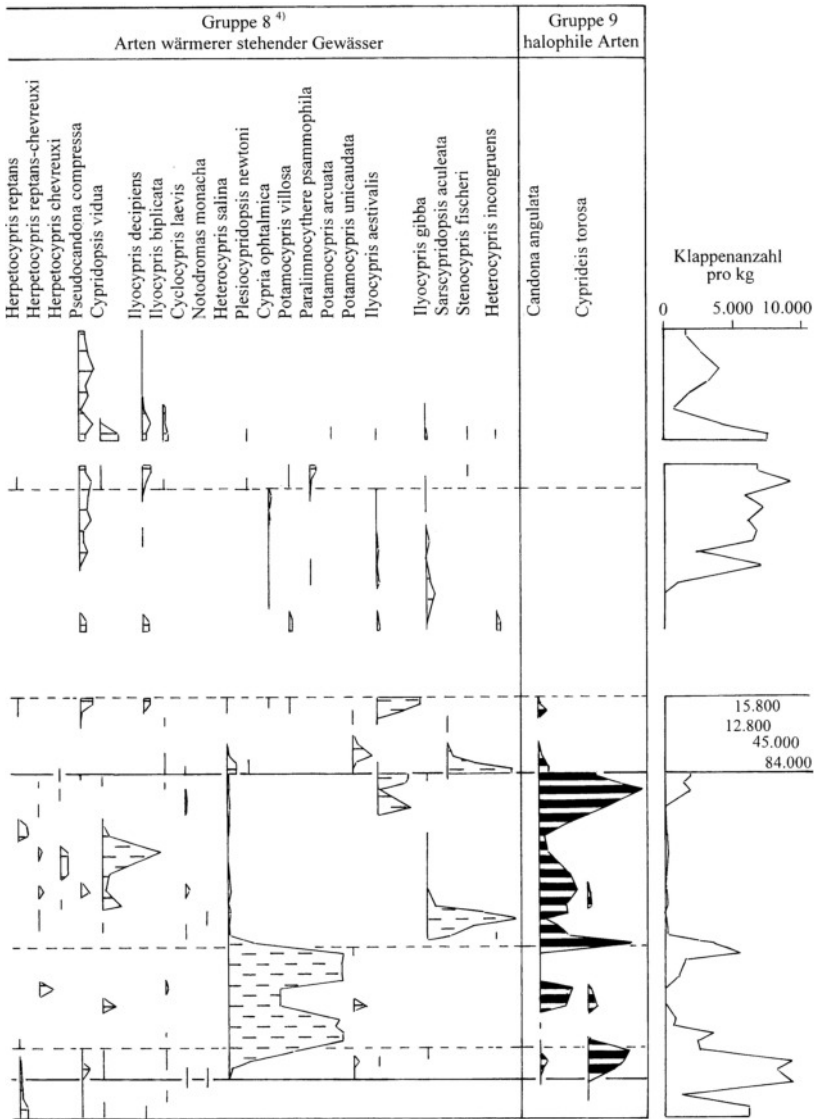 Gruppe 8 4)
Arten wärmerer stehender Gewässer
Gruppe 9
halophile Arten
Herpetocypris reptans
Herpetocypris reptans-chevreuxi
Herpetocypris chevreuxi
Pseudocandona compressa
Cypridopsis vidua
Ilyocypris decipiens
Ilyocypris biplicata
Cyclocypris laevis
Notodromas monacha
Heterocypris salina
Plesiocypridopsis newtoni
Cypria ophtalmica
Potamocypris villosa
Paralimnocythere psammophila
Potamocypris arcuata
Potamocypris unicaudata
Ilyocypris aestivalis
Ilyocypris gibba
Sarscypridopsis aculeata
Stenocypris fischeri
Heterocypris incongruens
Candona angulata
Cyprideis torosa
Klappenanzahl
pro kg
0 5.000 10.000
15.800
12.800
45.000
84.000